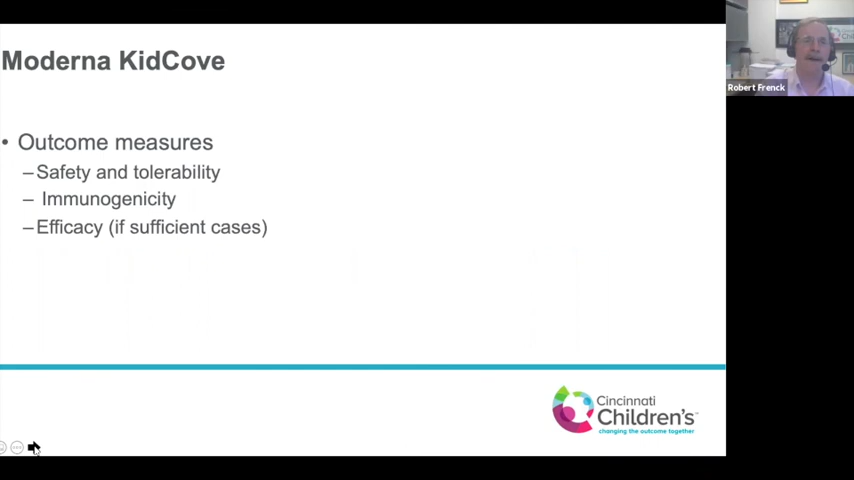 Moderna KidCove
Robert Frenck
• Outcome measures
–Safety and tolerability
– Immunogenicity
–Efficacy (if sufficient cases)
Cincinnati
Children's™
changing the outcome together